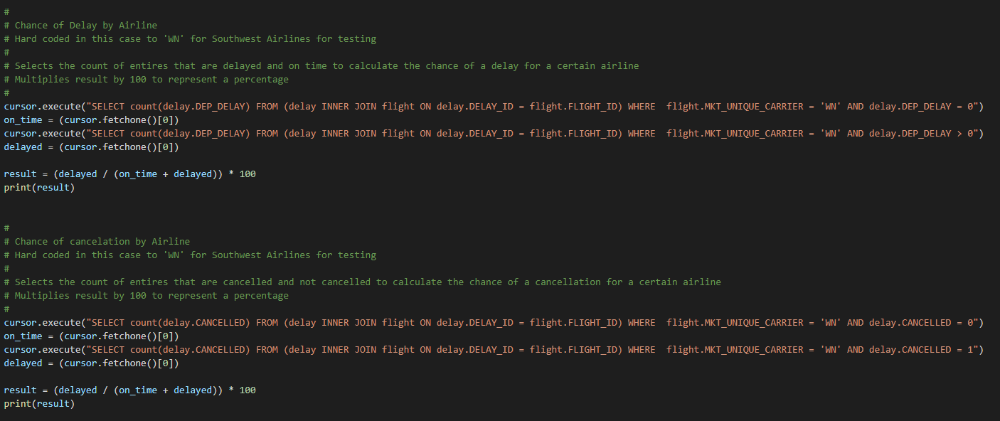 #
# Chance of Delay by Airline
# Hard coded in this case to 'WN' for Southwest Airlines for testing
#
# Selects the count of entires that are delayed and on time to calculate the chance of a delay for a certain airline
# Multiplies result by 100 to represent a percentage
#
cursor.execute("SELECT count(delay.DEP_DELAY) FROM (delay INNER JOIN flight ON delay.DELAY_ID = flight.FLIGHT_ID) WHERE  flight.MKT_UNIQUE_CARRIER = 'WN' AND delay.DEP_DELAY = 0")
on_time = (cursor.fetchone()[0])
cursor.execute("SELECT count(delay.DEP_DELAY) FROM (delay INNER JOIN flight ON delay.DELAY_ID = flight.FLIGHT_ID) WHERE  flight.MKT_UNIQUE_CARRIER = 'WN' AND delay.DEP_DELAY > 0")
delayed = (cursor.fetchone()[0])
result = (delayed / (on_time + delayed)) * 100
print(result)
#
# Chance of cancelation by Airline
# Hard coded in this case to 'WN' for Southwest Airlines for testing
#
# Selects the count of entires that are cancelled and not cancelled to calculate the chance of a cancellation for a certain airline
# Multiplies result by 100 to represent a percentage
#
cursor.execute("SELECT count(delay.CANCELLED) FROM (delay INNER JOIN flight ON delay.DELAY_ID = flight.FLIGHT_ID) WHERE  flight.MKT_UNIQUE_CARRIER = 'WN' AND delay.CANCELLED = 0")
on_time = (cursor.fetchone()[0])
cursor.execute("SELECT count(delay.CANCELLED) FROM (delay INNER JOIN flight ON delay.DELAY_ID = flight.FLIGHT_ID) WHERE  flight.MKT_UNIQUE_CARRIER = 'WN' AND delay.CANCELLED = 1")
delayed = (cursor.fetchone()[0])
result = (delayed / (on_time + delayed)) * 100
print(result)